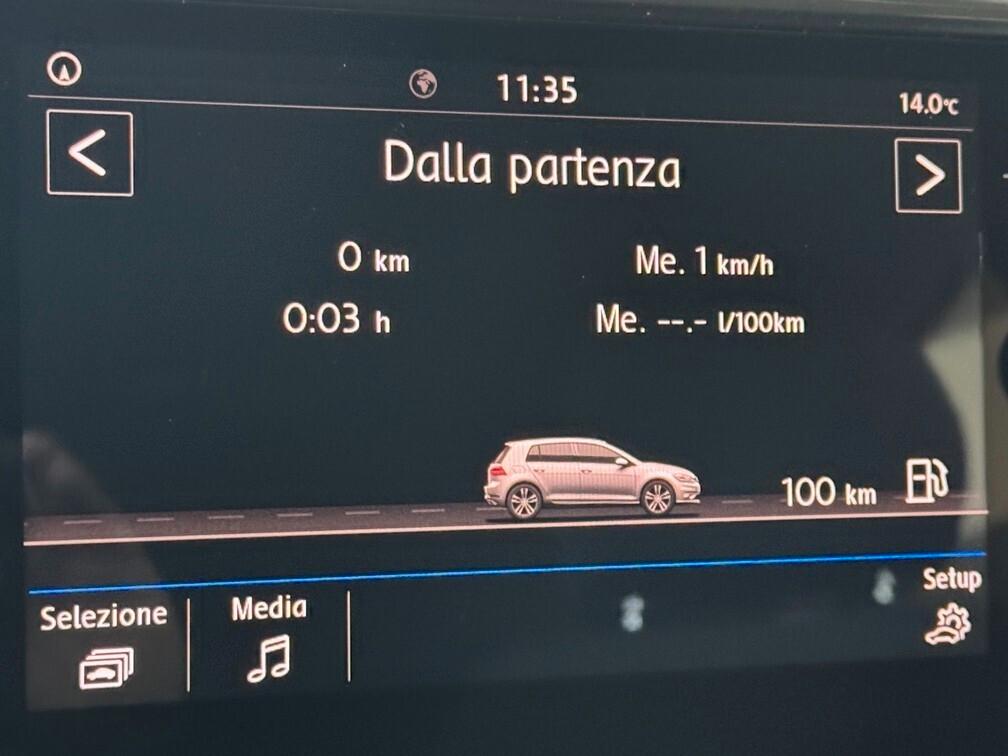 11:35
14.0°C
<
Dalla partenza
>
0 km
Me. 1 km/h
0:03 h
Me. --.- l/100km
100 km
Selezione
Media
Setup